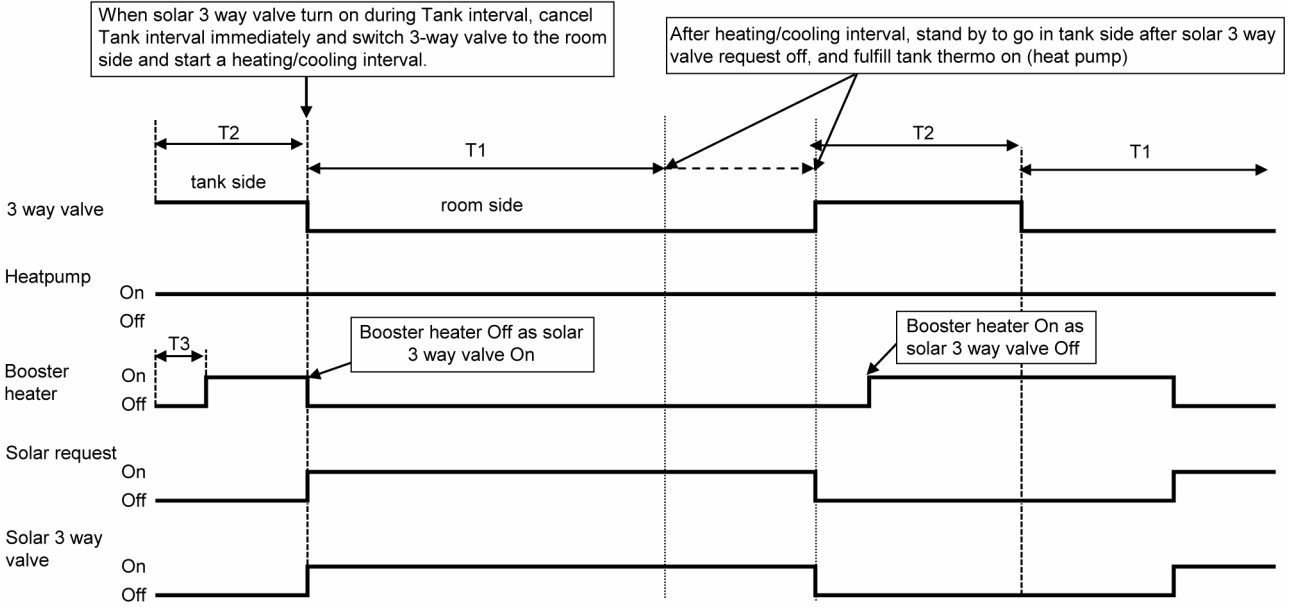 When solar 3 way valve turn on during Tank interval, cancel
Tank interval immediately and switch 3-way valve to the room
side and start a heating/cooling interval.
After heating/cooling interval, stand by to go in tank side after solar 3 way
valve request off, and fulfill tank thermo on (heat pump)
T2
T1
T2
T1
tank side
room side
3 way valve
Heatpump
On
Off
T3
Booster heater Off as solar
3 way valve On
Booster heater On as
solar 3 way valve Off
Booster
heater
On
Off
Solar request
On
Off
Solar 3 way
valve
On
Off